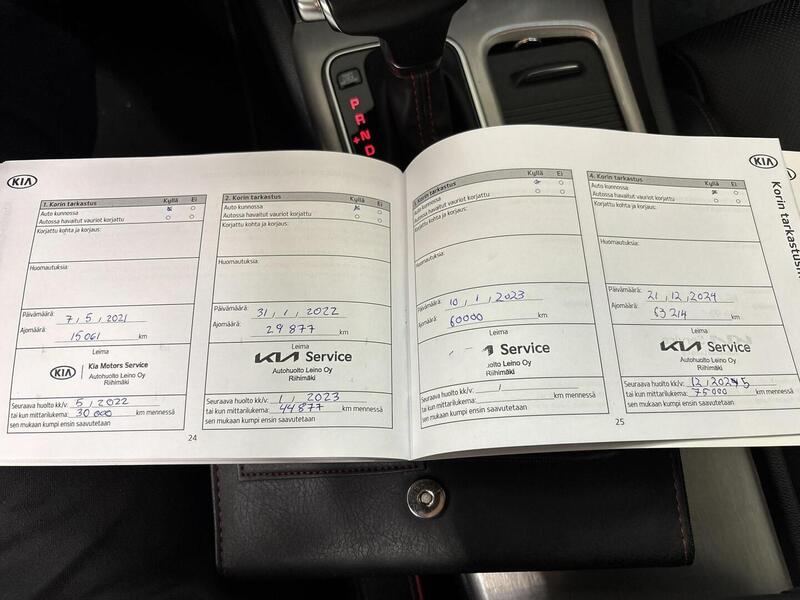 P
R
N
+ D
KIA
1. Korin tarkastus Kyllä Ei
Auto kunnossa
Autossa havaitut vauriot korjattu
Korjattu kohta ja korjaus:
Huomautuksia:
Päivämäärä: 7, 5, 2021
Ajomäärä: 15061 km
Leima
KIA Kia Motors Service
Autohuolto Leino Oy
Riihimäki
Seuraava huolto kk/v: 5, 2022
tai kun mittarilukema: 30 000 km mennessä
sen mukaan kumpi ensin saavutetaan
2. Korin tarkastus Kyllä Ei
Auto kunnossa
Autossa havaitut vauriot korjattu
Korjattu kohta ja korjaus:
Huomautuksia:
Päivämäärä: 31, 1, 2022
Ajomäärä: 29 877 km
Leima
KIA Service
Autohuolto Leino Oy
Riihimäki
Seuraava huolto kk/v: 1, 2023
tai kun mittarilukema: 44877 km mennessä
sen mukaan kumpi ensin saavutetaan
24
Korin tarkastus Kyllä Ei
Auto kunnossa
Autossa havaitut vauriot korjattu
Korjattu kohta ja korjaus:
Huomautuksia:
Päivämäärä: 10, 1, 2023
Ajomäärä: 60000 km
Leima
Service
Leino Oy
Riihimäki
Seuraava huolto kk/v: /
tai kun mittarilukema: km mennessä
sen mukaan kumpi ensin saavutetaan
KIA
4. Korin tarkastus Kyllä Ei
Auto kunnossa
Autossa havaitut vauriot korjattu
Korjattu kohta ja korjaus:
Huomautuksia:
Päivämäärä: 21, 12, 2024
Ajomäärä: 63 214 km
Leima
KIA Service
Autohuolto Leino Oy
Riihimäki
Seuraava huolto kk/v: 12, 2025
tai kun mittarilukema: 75000 km mennessä
sen mukaan kumpi ensin saavutetaan
25
Korin tarkastus